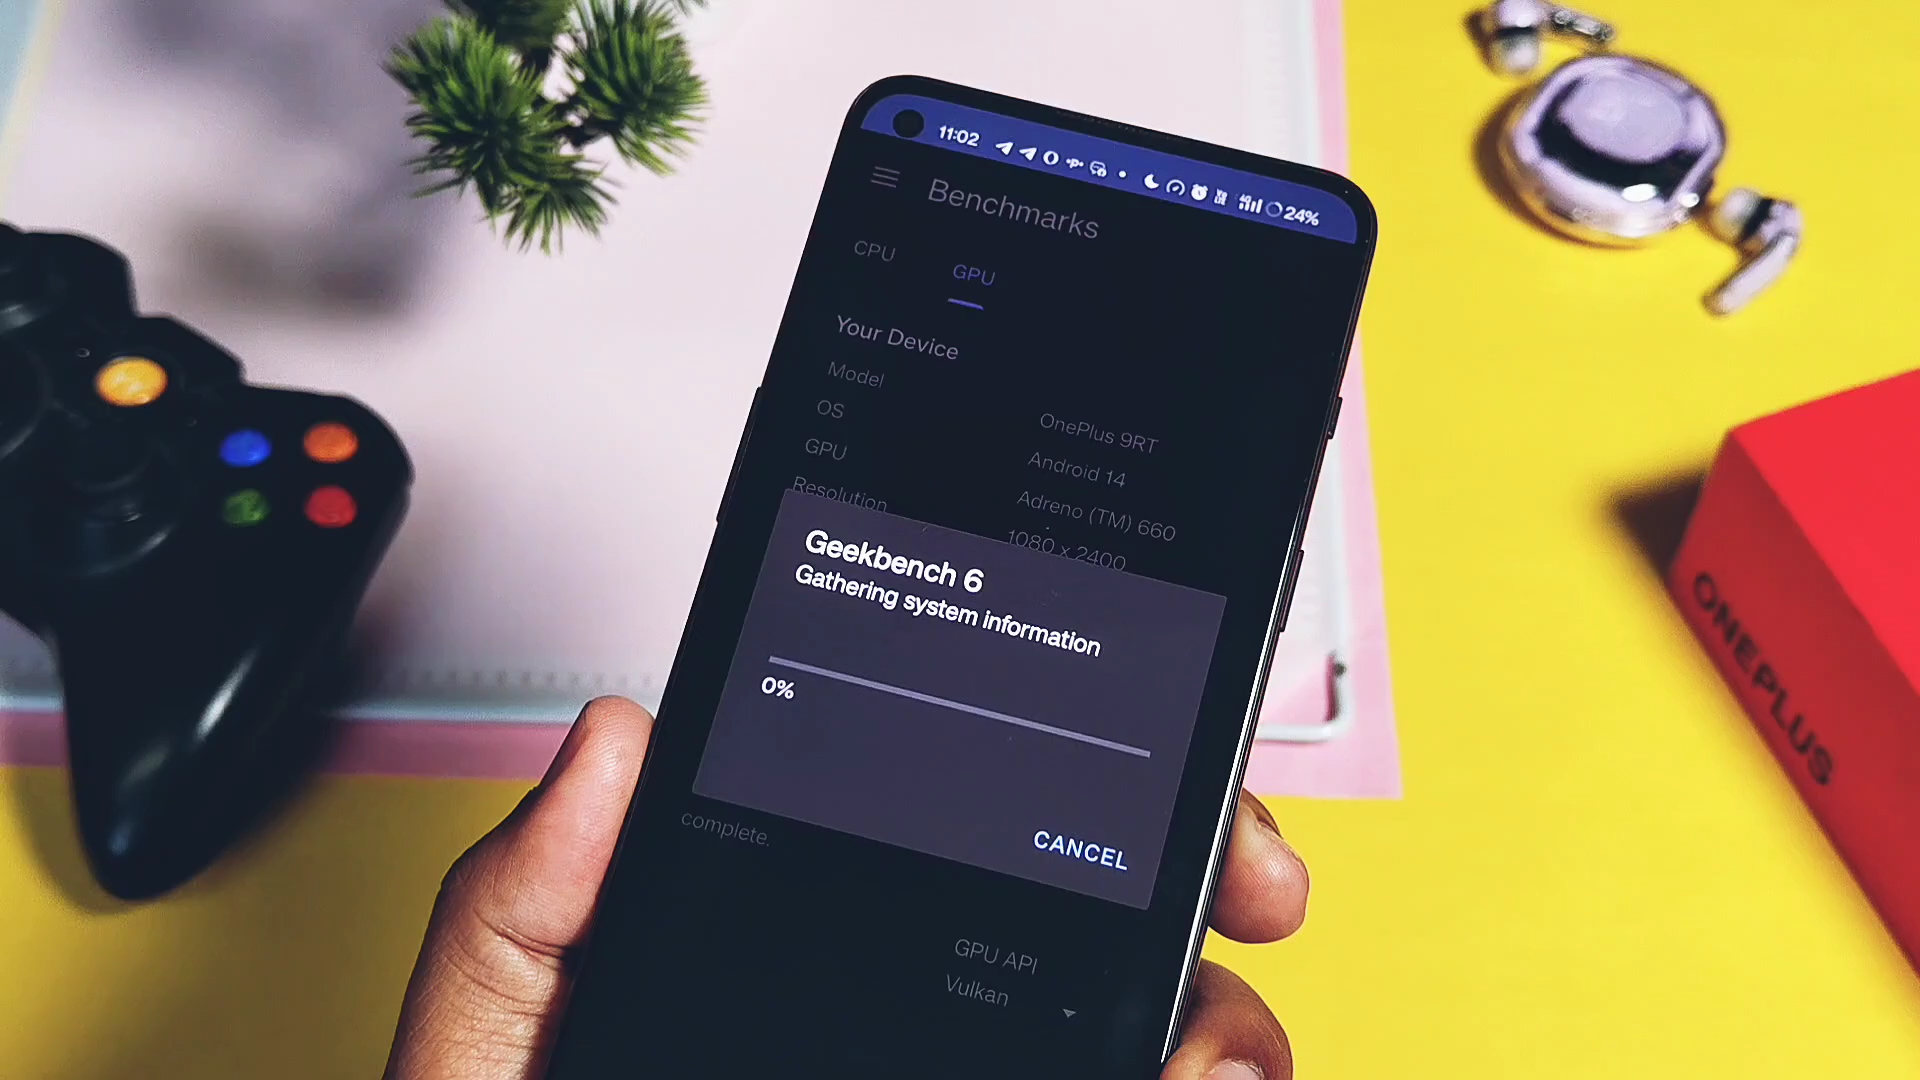 11:02
24%
Benchmarks
CPU
GPU
Your Device
Model
OnePlus 9RT
OS
Android 14
GPU
Adreno (TM) 660
Resolution
1080 x 2400
Geekbench 6
Gathering system information
0%
CANCEL
complete.
GPU API
Vulkan
ONEPLUS